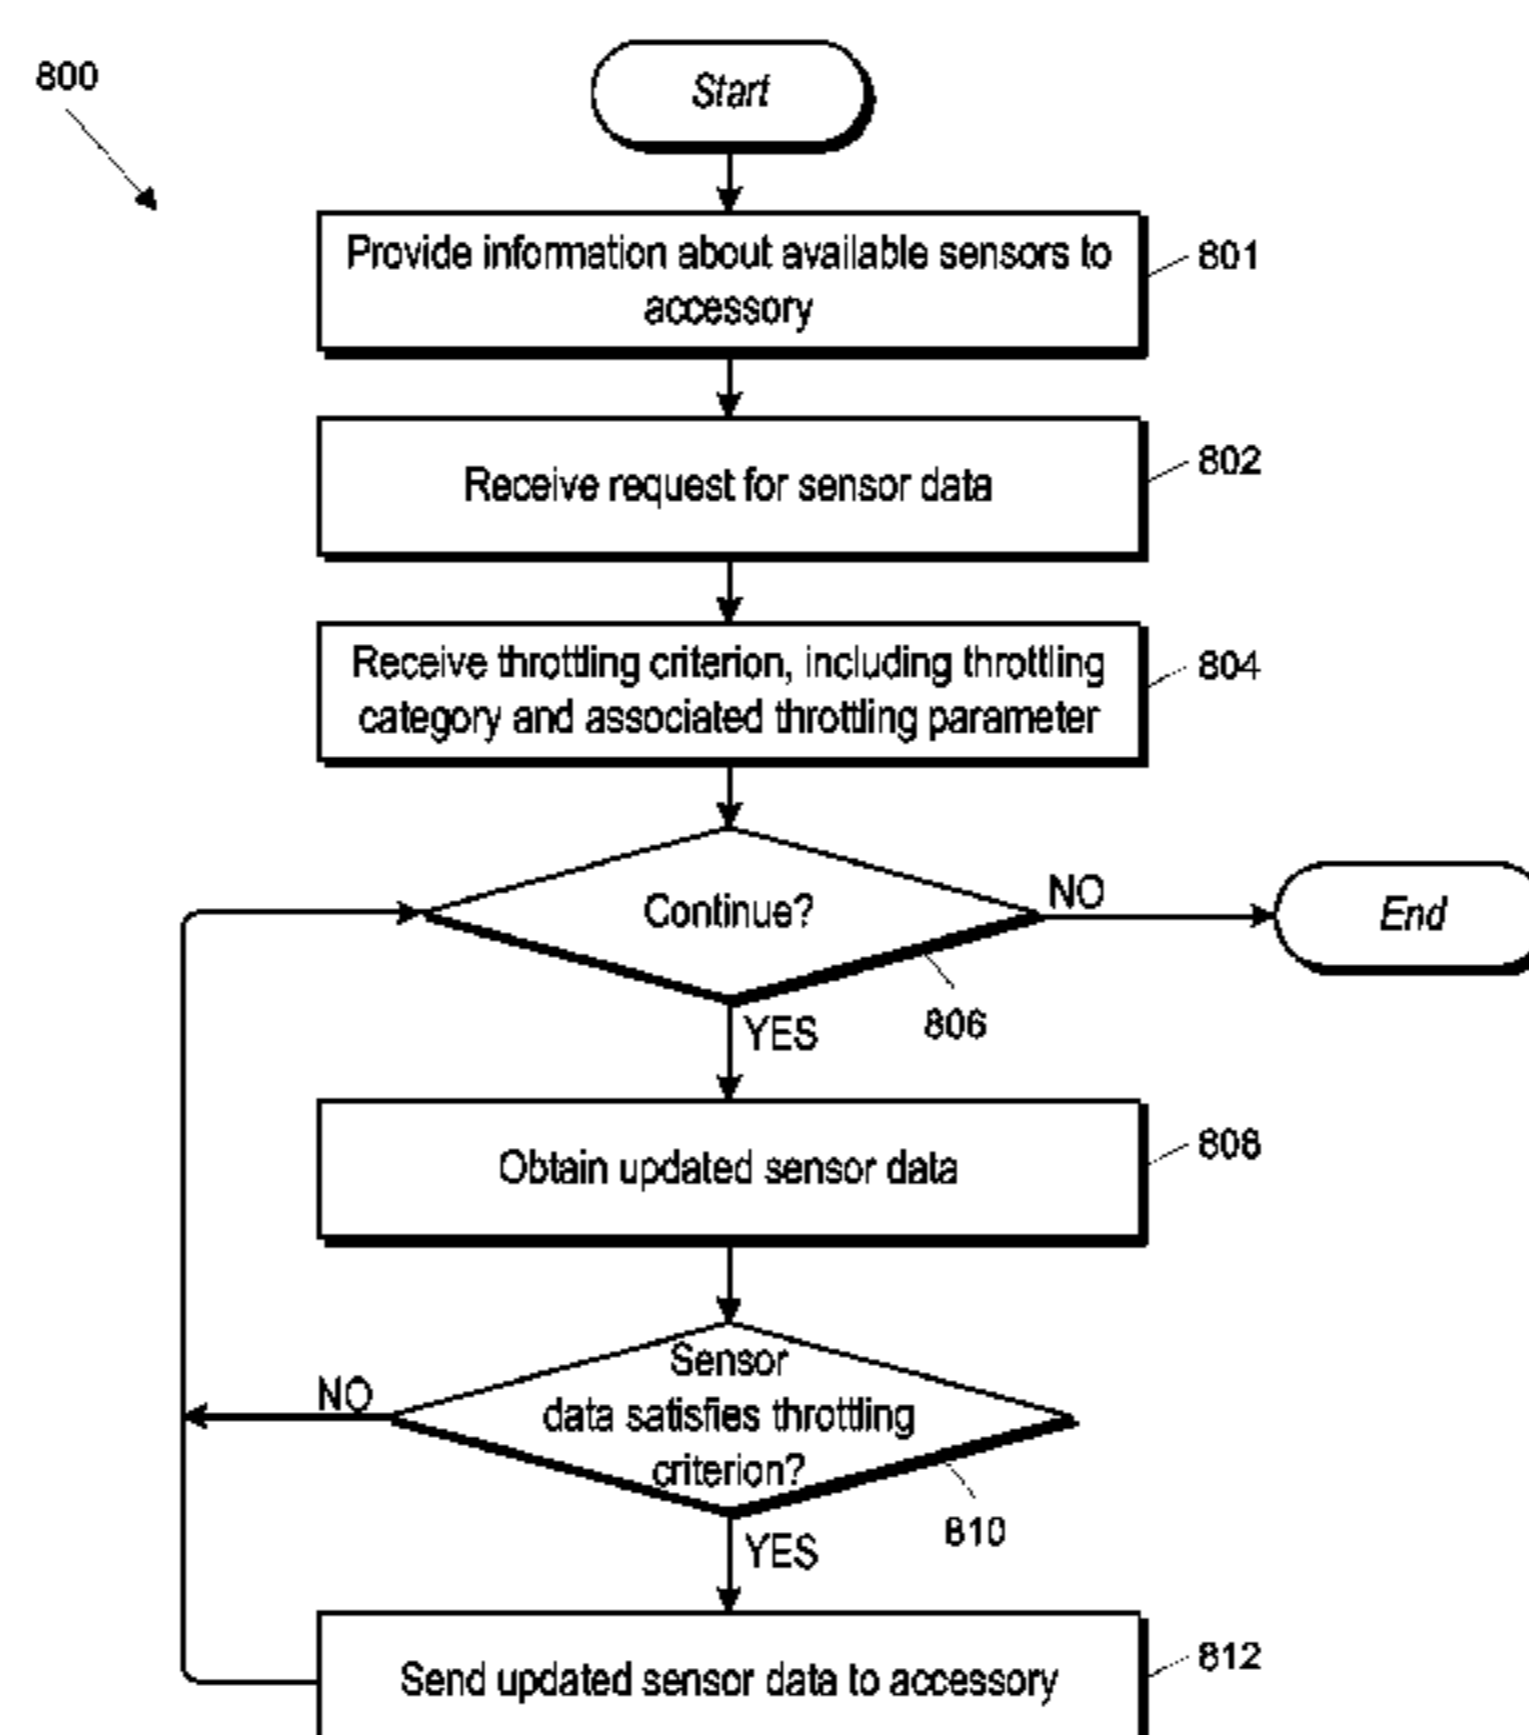 800
Start
Provide information about available sensors to
accessory
801
Receive request for sensor data
802
Receive throttling criterion, including throttling
category and associated throttling parameter
804
Continue?
NO
End
806
YES
Obtain updated sensor data
808
Sensor
data satisfies throttling
criterion?
NO
810
YES
Send updated sensor data to accessory
812